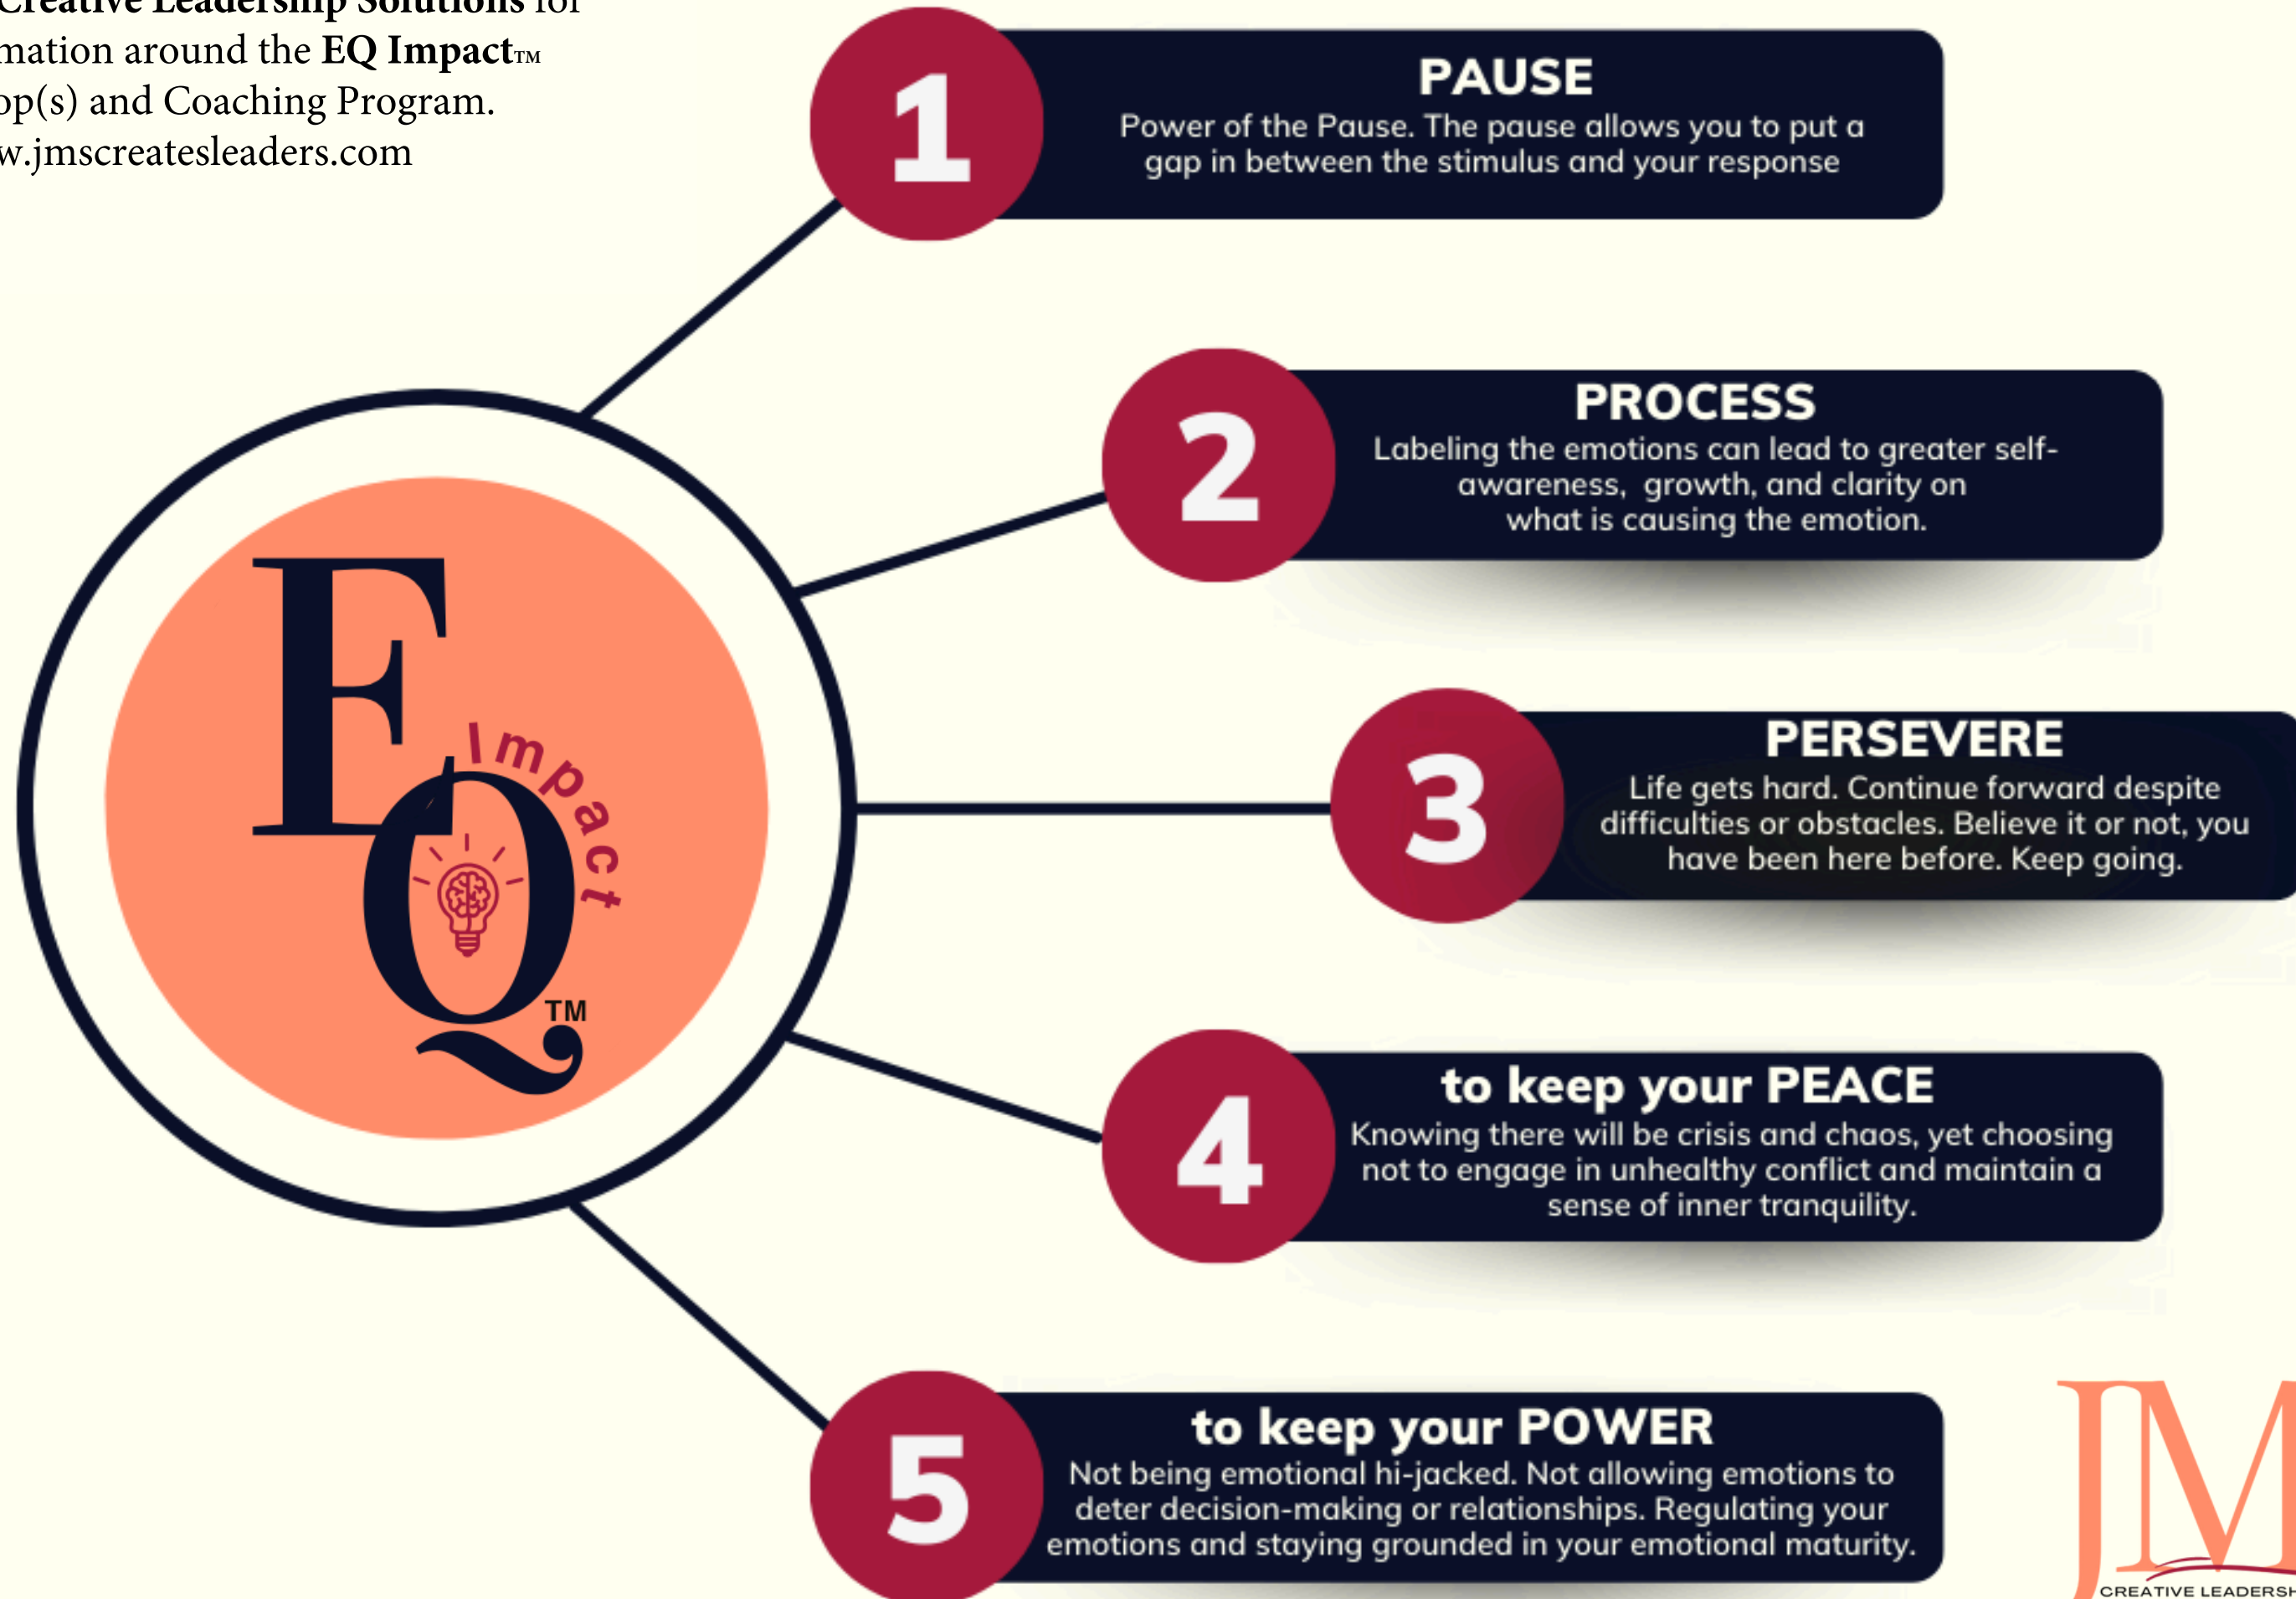 Creative Leadership Solutions for
mation around the EQ Impact™
op(s) and Coaching Program.
w.jmscreatesleaders.com
1
PAUSE
Power of the Pause. The pause allows you to put a
gap in between the stimulus and your response
2
PROCESS
Labeling the emotions can lead to greater self-
awareness, growth, and clarity on
what is causing the emotion.
EQ
Impact
TM
3
PERSEVERE
Life gets hard. Continue forward despite
difficulties or obstacles. Believe it or not, you
have been here before. Keep going.
4
to keep your PEACE
Knowing there will be crisis and chaos, yet choosing
not to engage in unhealthy conflict and maintain a
sense of inner tranquility.
5
to keep your POWER
Not being emotional hi-jacked. Not allowing emotions to
deter decision-making or relationships. Regulating your
emotions and staying grounded in your emotional maturity.
JM
CREATIVE LEADERSH